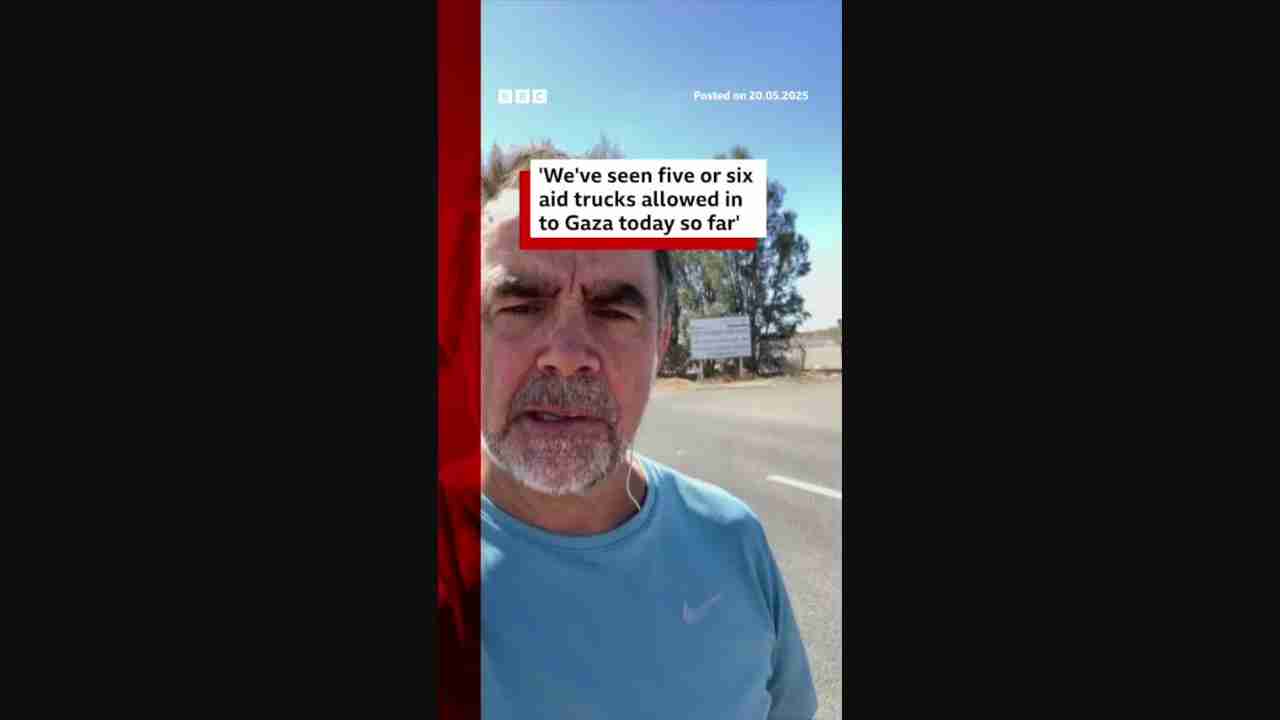 BBC
Posted on 20.05.2025
'We've seen five or six
aid trucks allowed in
to Gaza today so far'